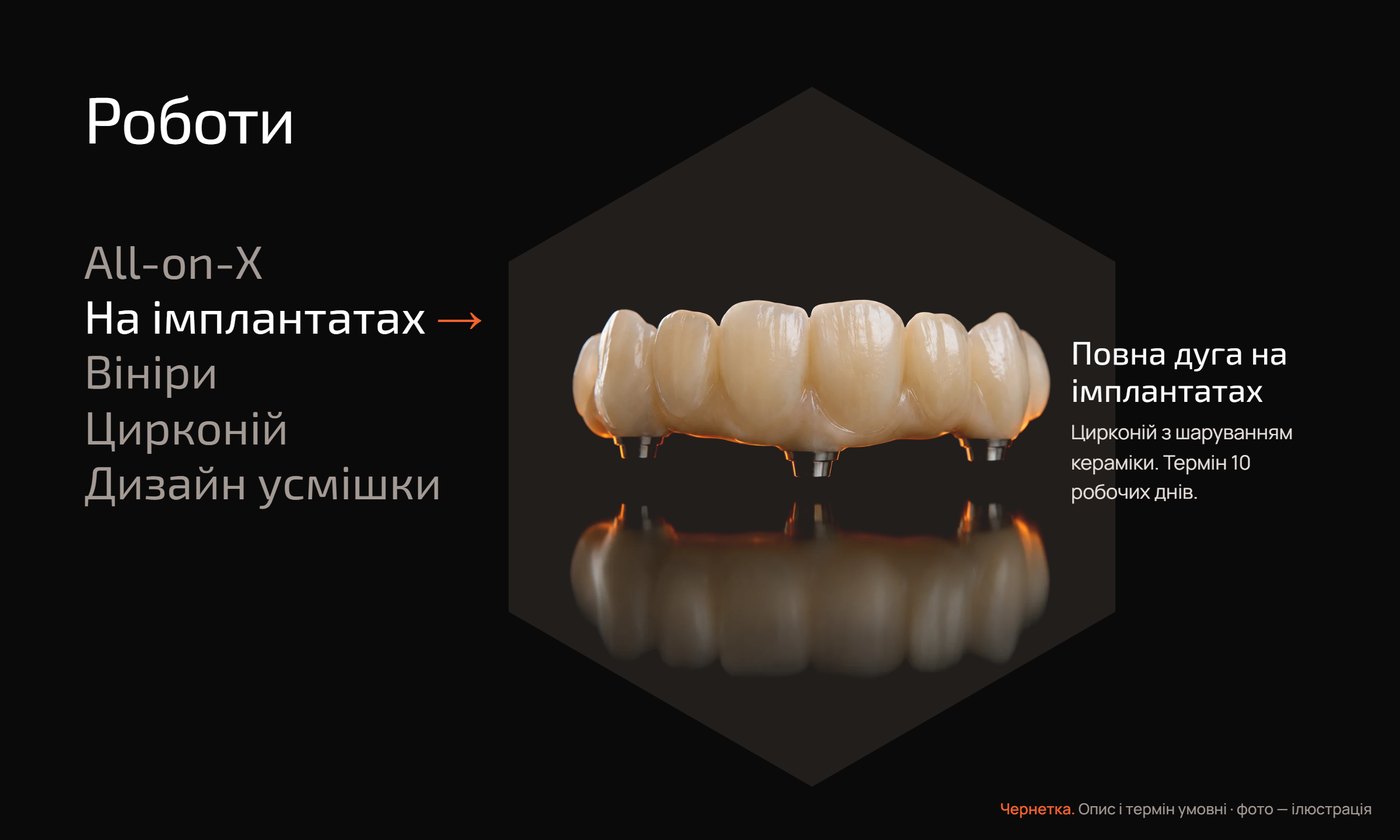 Роботи
All-on-X
На імплантатах →
Вініри
Цирконій
Дизайн усмішки
Повна дуга на
імплантатах
Цирконій з шаруванням
кераміки. Термін 10
робочих днів.
Чернетка. Опис і термін умовні · фото — ілюстрація